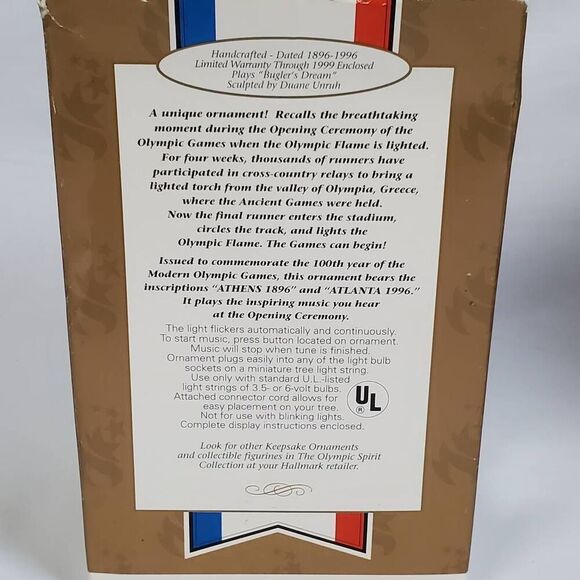 Handcrafted - Dated 1896-1996
Limited Warranty Through 1999 Enclosed
Plays "Bugler's Dream"
Sculpted by Duane Unruh
A unique ornament! Recalls the breathtaking
moment during the Opening Ceremony of the
Olympic Games when the Olympic Flame is lighted.
For four weeks, thousands of runners have
participated in cross-country relays to bring a
lighted torch from the valley of Olympia, Greece,
where the Ancient Games were held.
Now the final runner enters the stadium,
circles the track, and lights the
Olympic Flame. The Games can begin!
Issued to commemorate the 100th year of the
Modern Olympic Games, this ornament bears the
inscriptions "ATHENS 1896" and "ATLANTA 1996."
It plays the inspiring music you hear
at the Opening Ceremony.
The light flickers automatically and continuously.
To start music, press button located on ornament.
Music will stop when tune is finished.
Ornament plugs easily into any of the light bulb
sockets on a miniature tree light string.
Use only with standard U.L.-listed
light strings of 3.5- or 6-volt bulbs.
Attached connector cord allows for
easy placement on your tree.
Not for use with blinking lights.
Complete display instructions enclosed.
UL
®
Look for other Keepsake Ornaments
and collectible figurines in The Olympic Spirit
Collection at your Hallmark retailer.